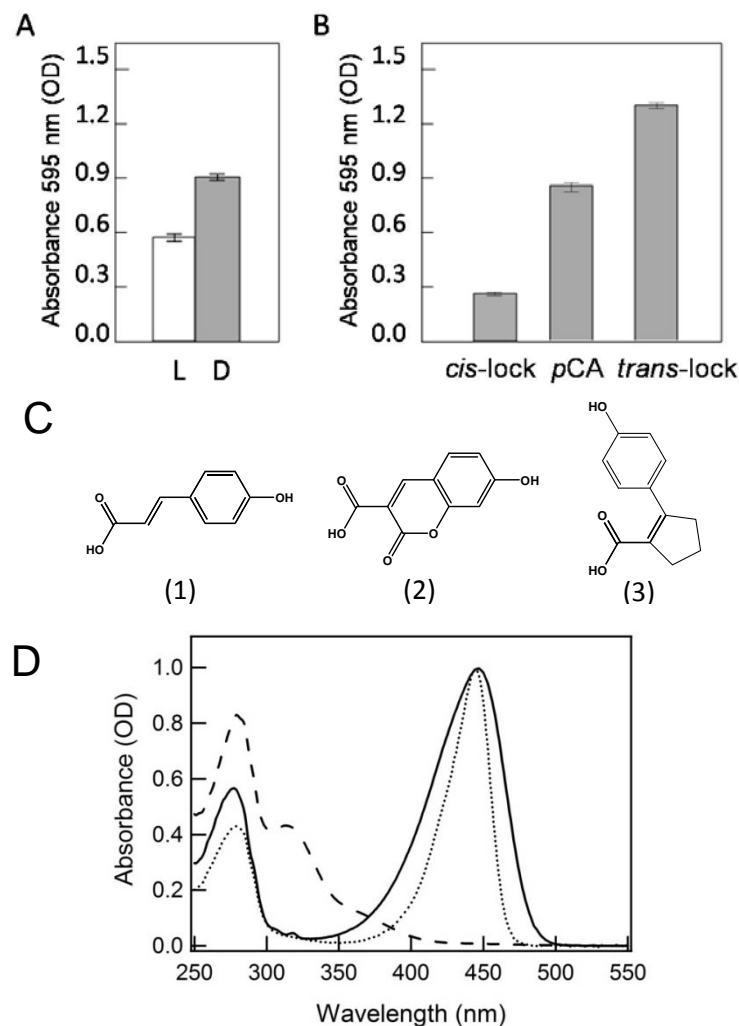 A
Absorbance 595 nm (OD)
1.5
1.2
0.9
0.6
0.3
0.0
L D
B
Absorbance 595 nm (OD)
1.5
1.2
0.9
0.6
0.3
0.0
cis-lock pCA trans-lock
C
O
HO
OH
(1)
O
HO
O
O
OH
(2)
HO
O
HO
(3)
D
Absorbance (OD)
1.0
0.8
0.6
0.4
0.2
0.0
250 300 350 400 450 500 550
Wavelength (nm)